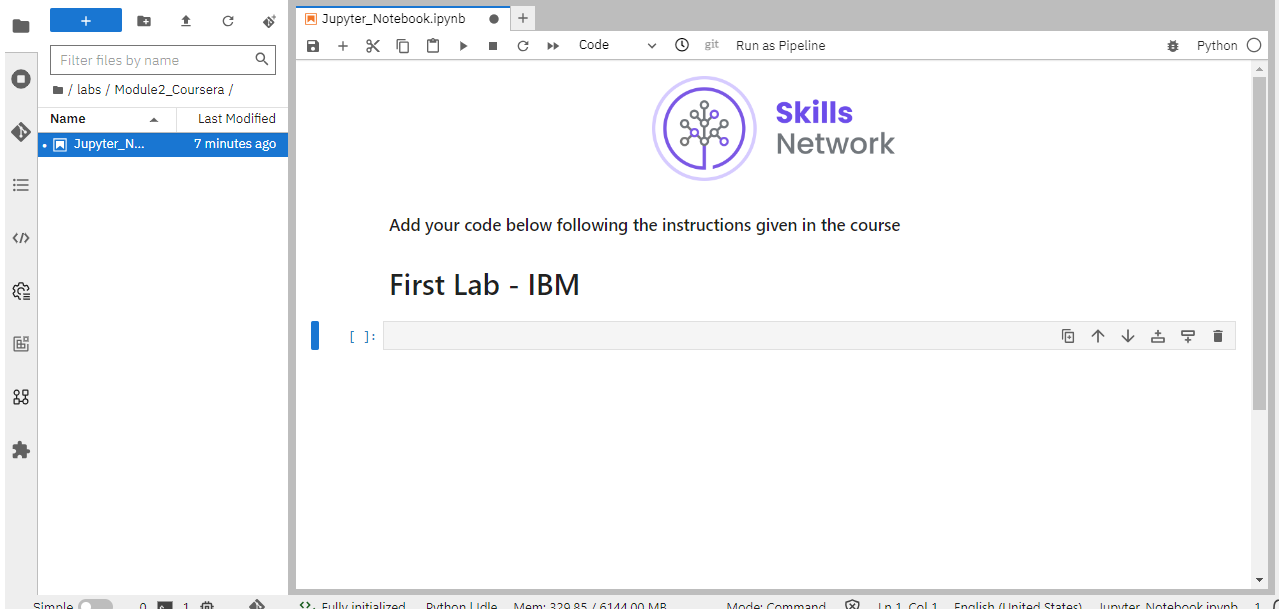 Jupyter_Notebook.ipynb
Code
git
Run as Pipeline
Python
Filter files by name
/ labs / Module2_Coursera /
Name
Last Modified
Jupyter_N...
7 minutes ago
Skills
Network
Add your code below following the instructions given in the course
First Lab - IBM
[ ]:
Simple
0
1
Fully initialized
Python | Idle
Mem: 329.85 / 6144.00 MB
Mode: Command
Ln 1, Col 1
English (United States)
Jupyter_Notebook.ipynb
1